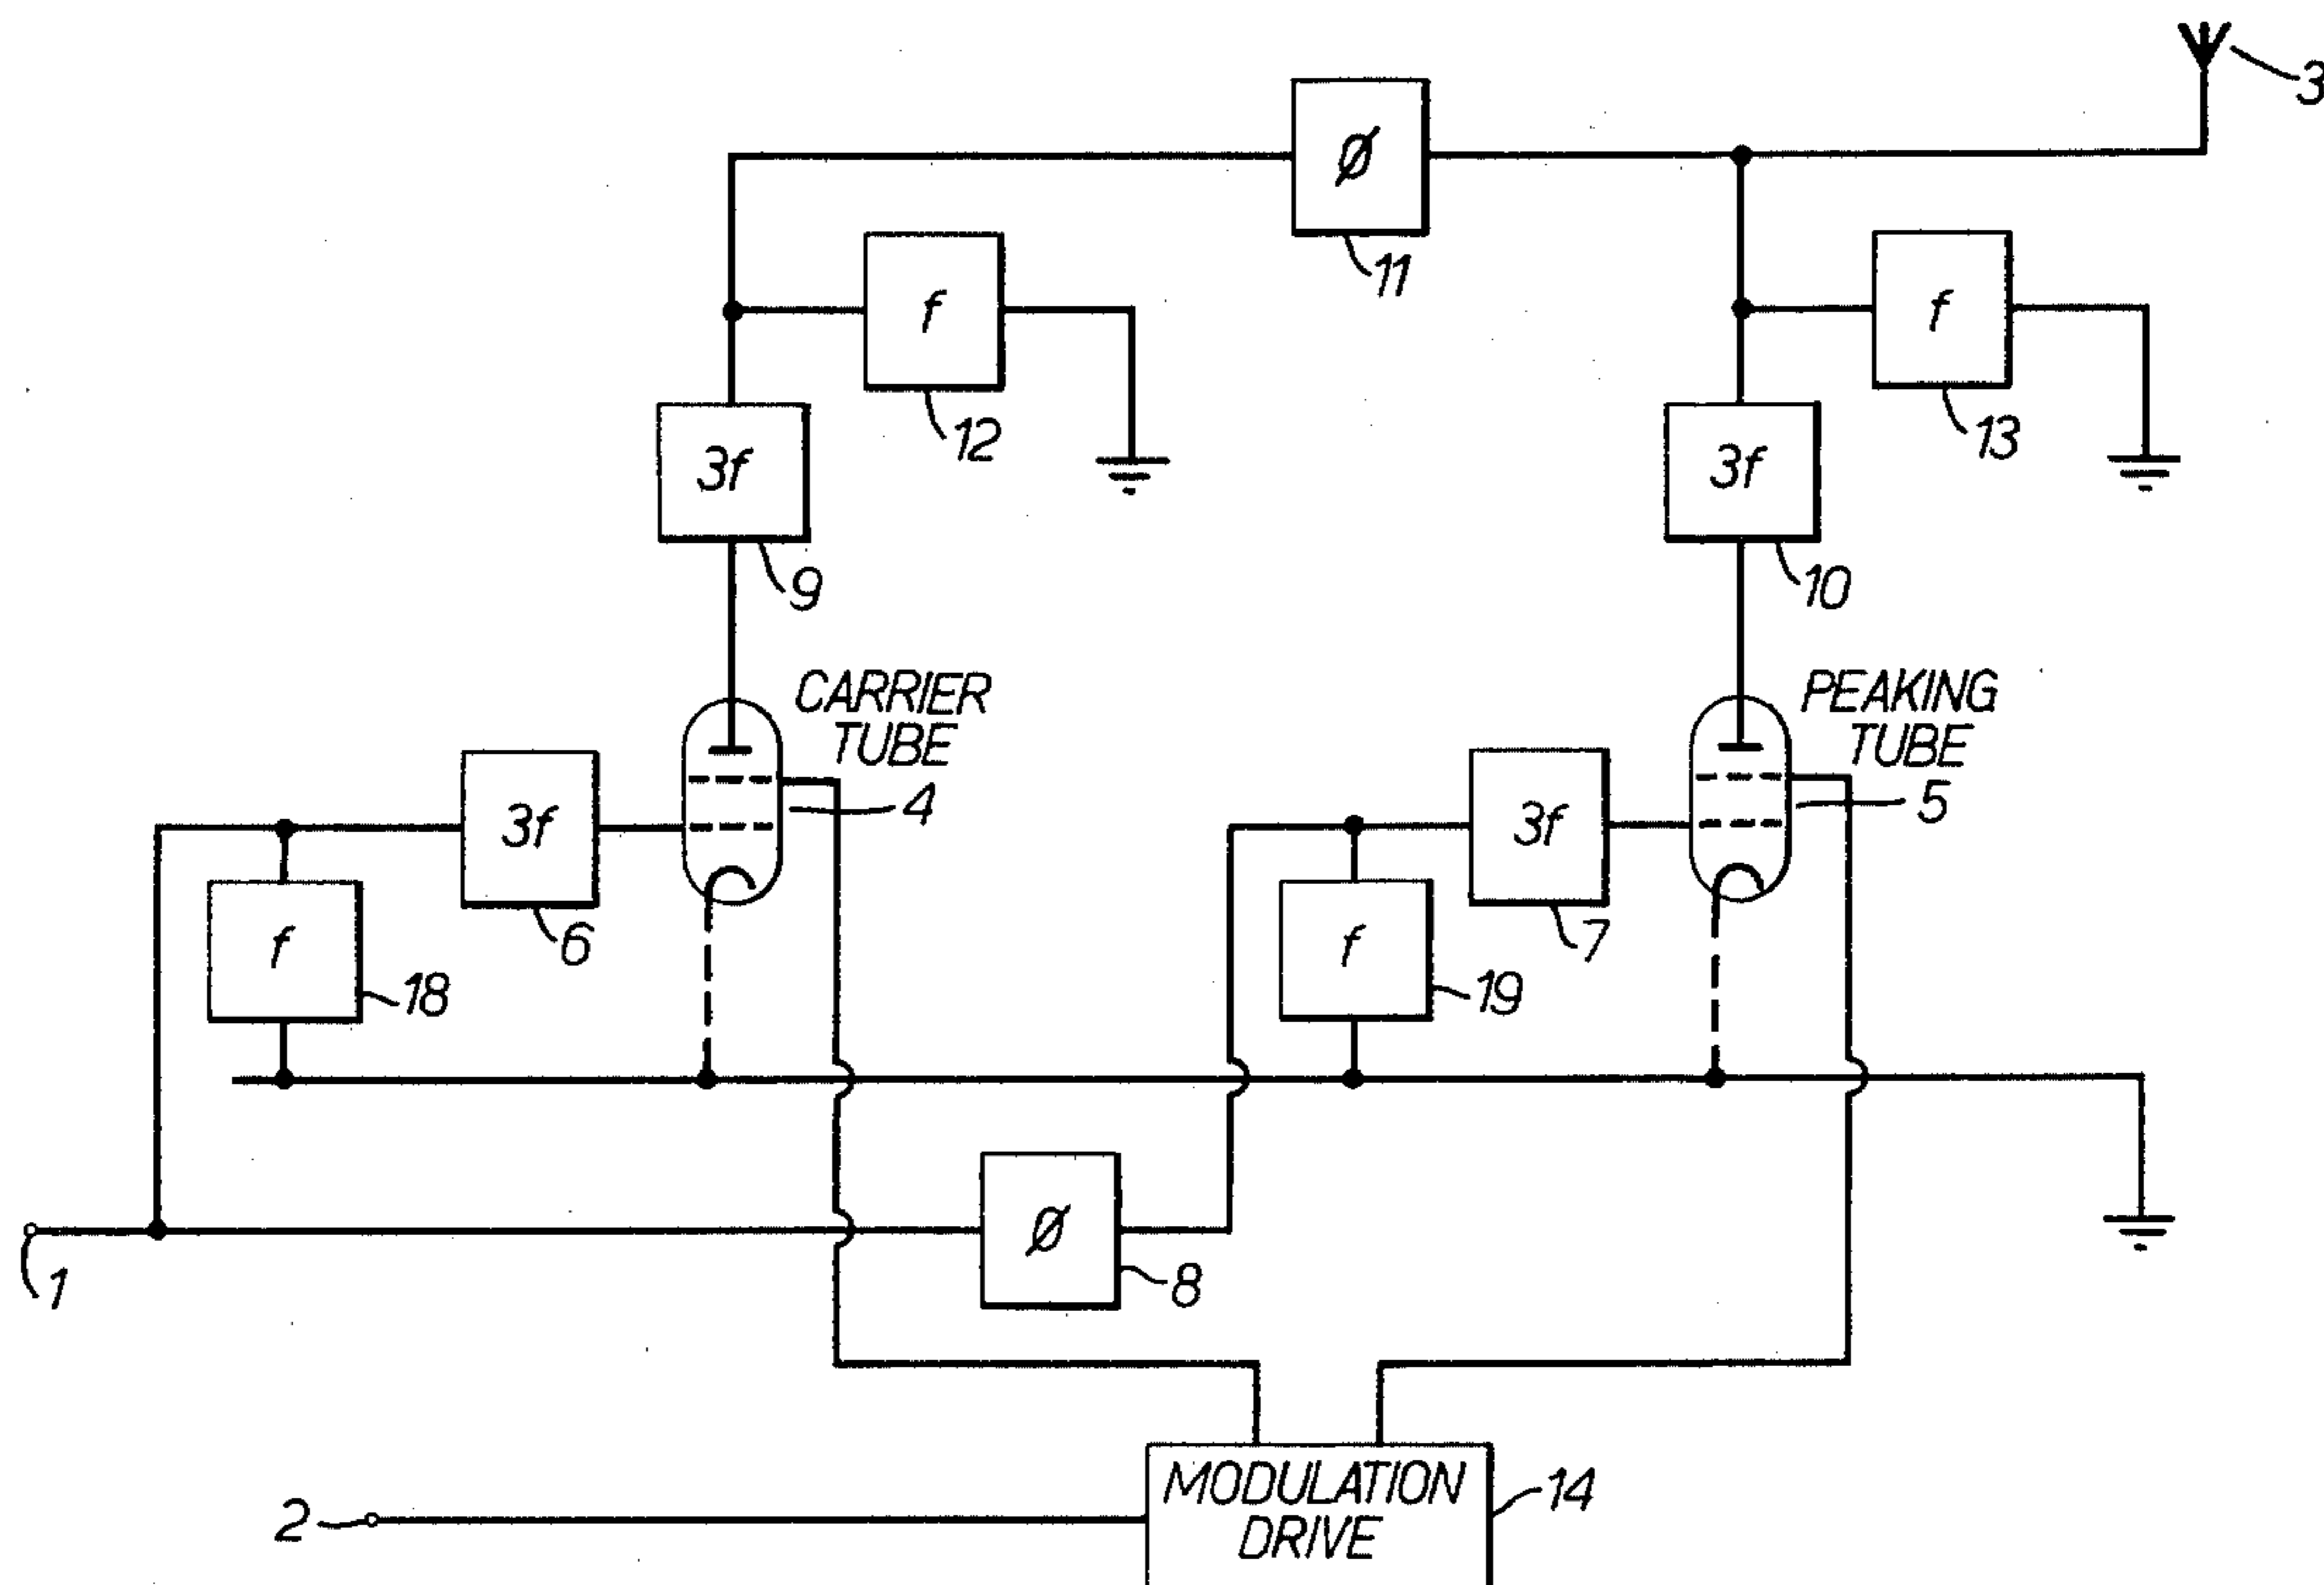 3
Ø
11
f
12
f
13
3f
9
3f
10
CARRIER
TUBE
4
PEAKING
TUBE
5
3f
6
3f
7
f
18
f
19
1
Ø
8
MODULATION
DRIVE
14
2